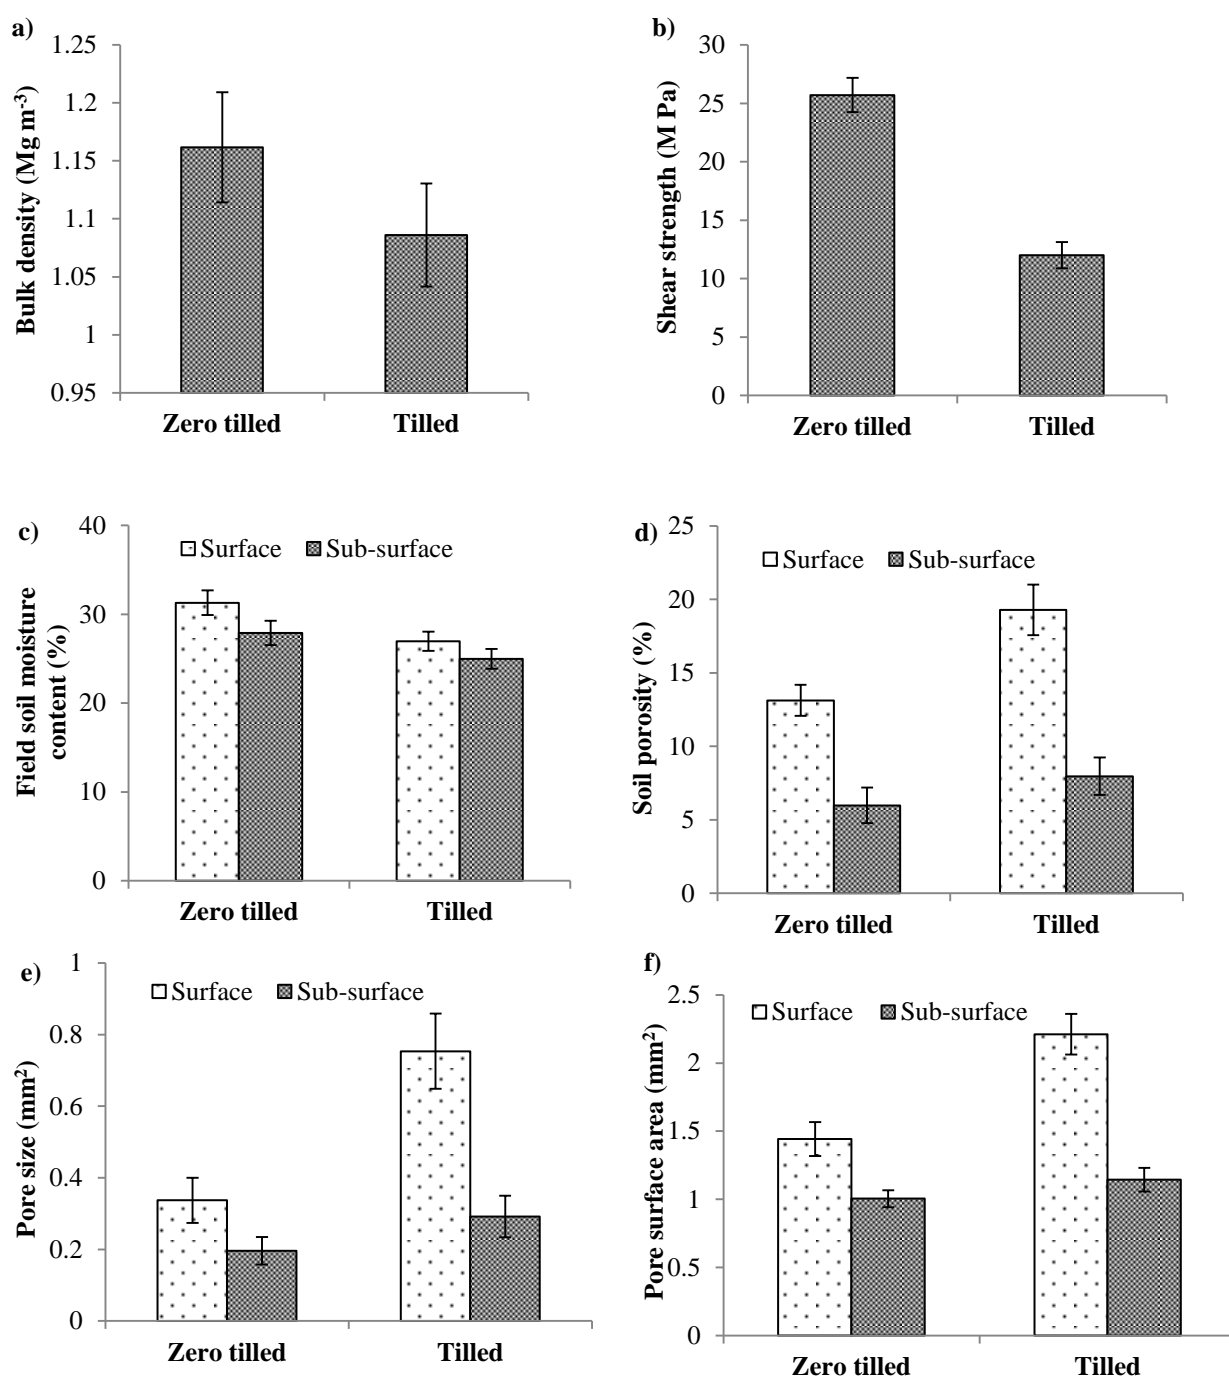 a)
1.25
1.2
1.15
1.1
1.05
1
0.95
Bulk density (Mg m-3)
Zero tilled
Tilled
b)
30
25
20
15
10
5
0
Shear strength (M Pa)
Zero tilled
Tilled
c)
40
30
20
10
0
Field soil moisture
content (%)
Surface
Sub-surface
Zero tilled
Tilled
d)
25
20
15
10
5
0
Soil porosity (%)
Surface
Sub-surface
Zero tilled
Tilled
e)
1
0.8
0.6
0.4
0.2
0
Pore size (mm²)
Surface
Sub-surface
Zero tilled
Tilled
f)
2.5
2
1.5
1
0.5
0
Pore surface area (mm²)
Surface
Sub-surface
Zero tilled
Tilled